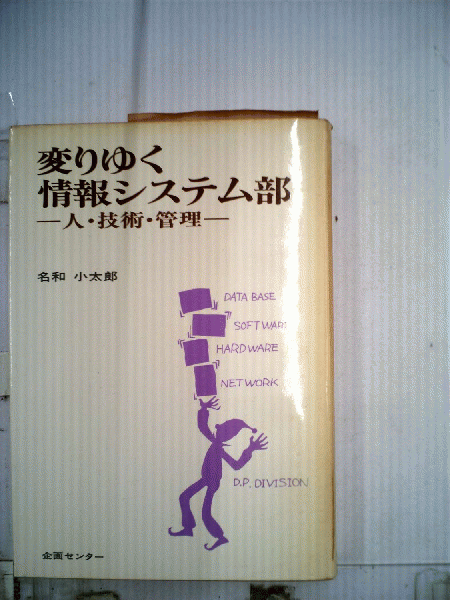 変りゆく
情報システム部
―人・技術・管理―
名和 小太郎
DATA BASE
SOFTWARE
HARDWARE
NETWORK
D.P. DIVISION
企画センター